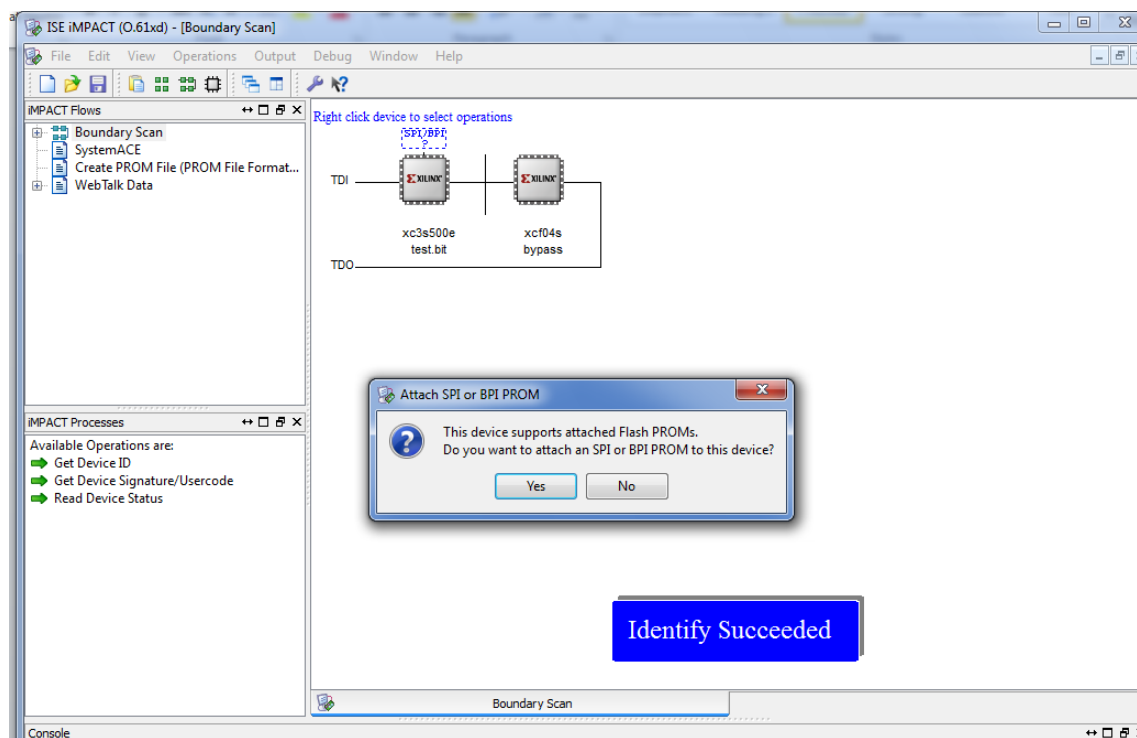 ISE iMPACT (O.61xd) - [Boundary Scan]
File Edit View Operations Output Debug Window Help
iMPACT Flows
Boundary Scan
SystemACE
Create PROM File (PROM File Format...
WebTalk Data
Right click device to select operations
SPI/BPI
?
TDI
XILINX
XILINX
xc3s500e
xcf04s
test.bit
bypass
TDO
iMPACT Processes
Available Operations are:
Get Device ID
Get Device Signature/Usercode
Read Device Status
Attach SPI or BPI PROM
This device supports attached Flash PROMs.
Do you want to attach an SPI or BPI PROM to this device?
Yes
No
Identify Succeeded
Boundary Scan
Console